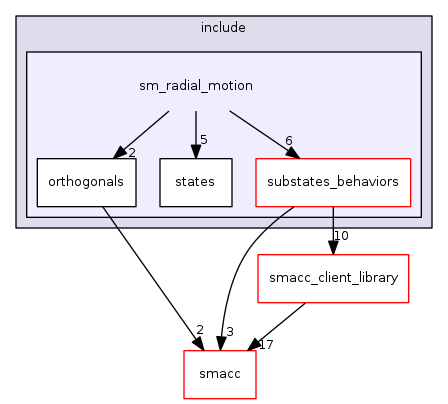 include
sm_radial_motion
2
5
6
orthogonals
states
substates_behaviors
10
smacc_client_library
2
3
17
smacc